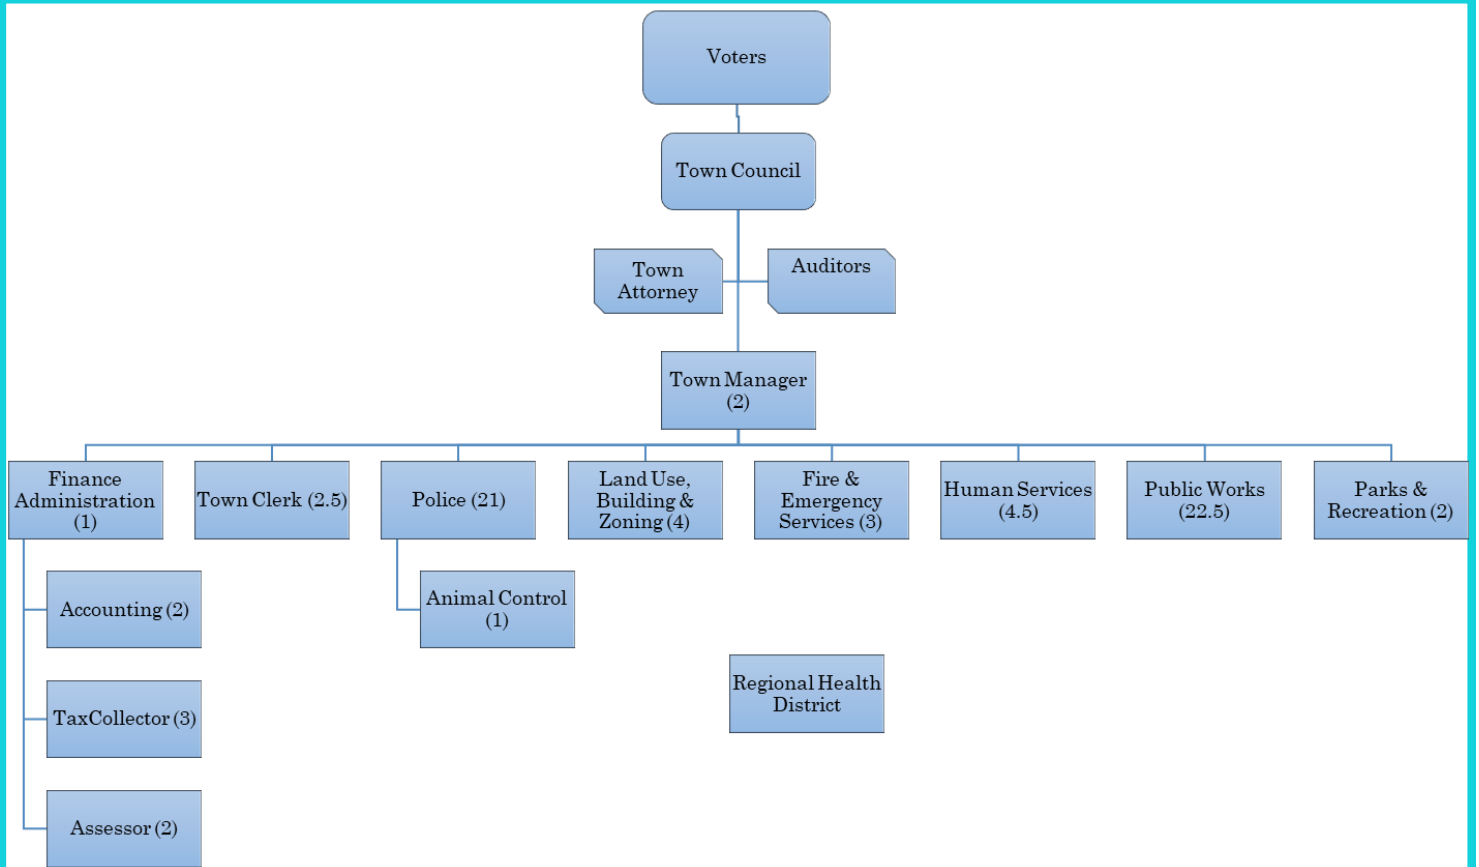 Voters
Town Council
Town
Attorney
Auditors
Town Manager
(2)
Finance
Administration
(1)
Town Clerk (2.5)
Police (21)
Land Use,
Building &
Zoning (4)
Fire &
Emergency
Services (3)
Human Services
(4.5)
Public Works
(22.5)
Parks &
Recreation (2)
Accounting (2)
TaxCollector (3)
Assessor (2)
Animal Control
(1)
Regional Health
District